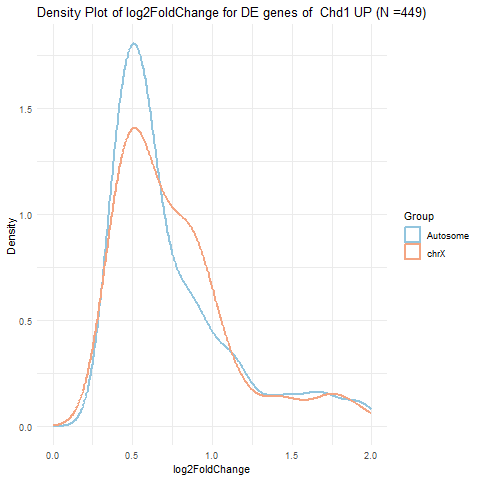 Density Plot of log2FoldChange for DE genes of  Chd1 UP (N =449)
Density
1.5
1.0
0.5
0.0
0.0 0.5 1.0 1.5 2.0
log2FoldChange
Group
Autosome
chrX